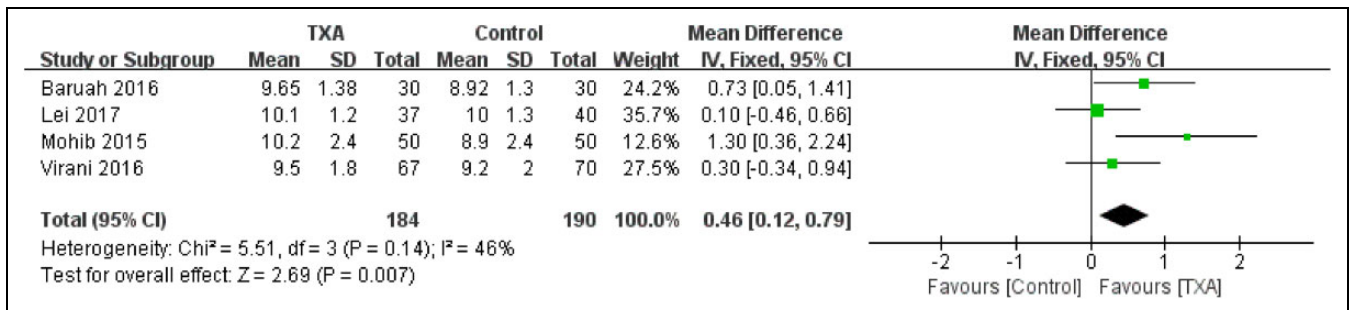 TXA Control Mean Difference Mean Difference
Study or Subgroup Mean SD Total Mean SD Total Weight IV, Fixed, 95% CI IV, Fixed, 95% CI
Baruah 2016 9.65 1.38 30 8.92 1.3 30 24.2% 0.73 [0.05, 1.41]
Lei 2017 10.1 1.2 37 10 1.3 40 35.7% 0.10 [-0.46, 0.66]
Mohib 2015 10.2 2.4 50 8.9 2.4 50 12.6% 1.30 [0.36, 2.24]
Virani 2016 9.5 1.8 67 9.2 2 70 27.5% 0.30 [-0.34, 0.94]
Total (95% CI) 184 190 100.0% 0.46 [0.12, 0.79]
Heterogeneity: Chi² = 5.51, df = 3 (P = 0.14); I² = 46%
Test for overall effect: Z = 2.69 (P = 0.007)
-2 -1 0 1 2
Favours [Control] Favours [TXA]